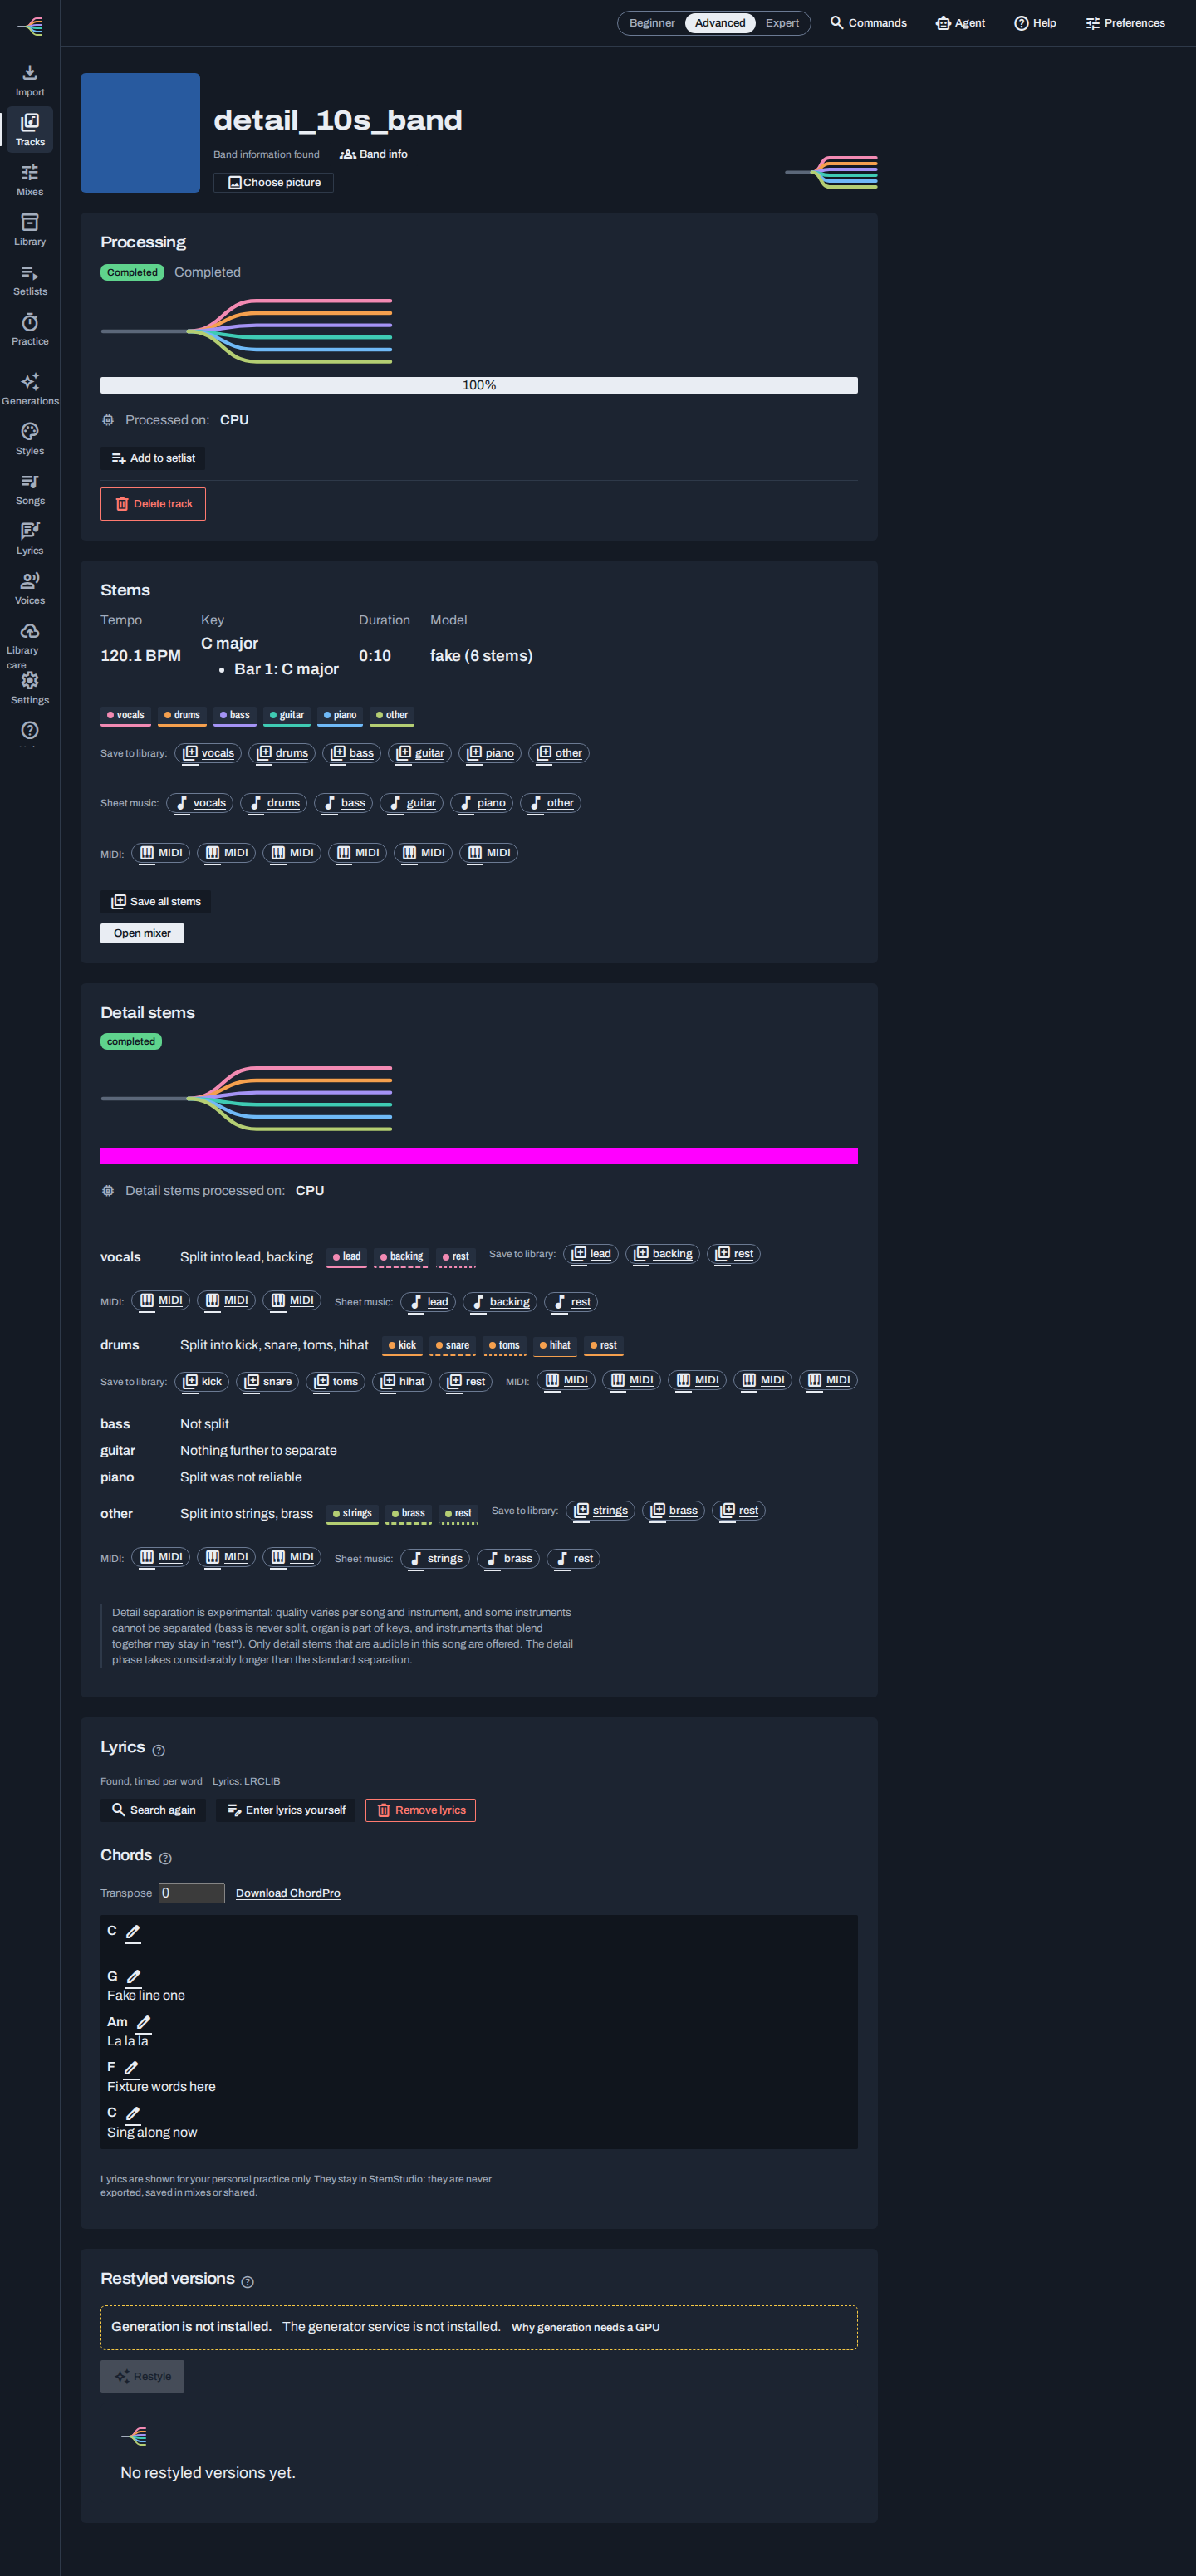 Beginner Advanced Expert Commands Agent Help Preferences
Import
Tracks
Mixes
Library
Setlists
Practice
Generations
Styles
Songs
Lyrics
Voices
Library
care
Settings
detail_10s_band
Band information found Band info
Choose picture
Processing
Completed Completed
100%
Processed on: CPU
Add to setlist
Delete track
Stems
Tempo Key Duration Model
120.1 BPM C major 0:10 fake (6 stems)
• Bar 1: C major
vocals drums bass guitar piano other
Save to library: vocals drums bass guitar piano other
Sheet music: vocals drums bass guitar piano other
MIDI: MIDI MIDI MIDI MIDI MIDI MIDI
Save all stems
Open mixer
Detail stems
completed
Detail stems processed on: CPU
vocals Split into lead, backing lead backing rest Save to library: lead backing rest
MIDI: MIDI MIDI MIDI Sheet music: lead backing rest
drums Split into kick, snare, toms, hihat kick snare toms hihat rest
Save to library: kick snare toms hihat rest MIDI: MIDI MIDI MIDI MIDI MIDI
bass Not split
guitar Nothing further to separate
piano Split was not reliable
other Split into strings, brass strings brass rest Save to library: strings brass rest
MIDI: MIDI MIDI MIDI Sheet music: strings brass rest
Detail separation is experimental: quality varies per song and instrument, and some instruments
cannot be separated (bass is never split, organ is part of keys, and instruments that blend
together may stay in "rest"). Only detail stems that are audible in this song are offered. The detail
phase takes considerably longer than the standard separation.
Lyrics
Found, timed per word Lyrics: LRCLIB
Search again Enter lyrics yourself Remove lyrics
Chords
Transpose 0 Download ChordPro
C
G
Fake line one
Am
La la la
F
Fixture words here
C
Sing along now
Lyrics are shown for your personal practice only. They stay in StemStudio: they are never
exported, saved in mixes or shared.
Restyled versions
Generation is not installed. The generator service is not installed. Why generation needs a GPU
Restyle
No restyled versions yet.